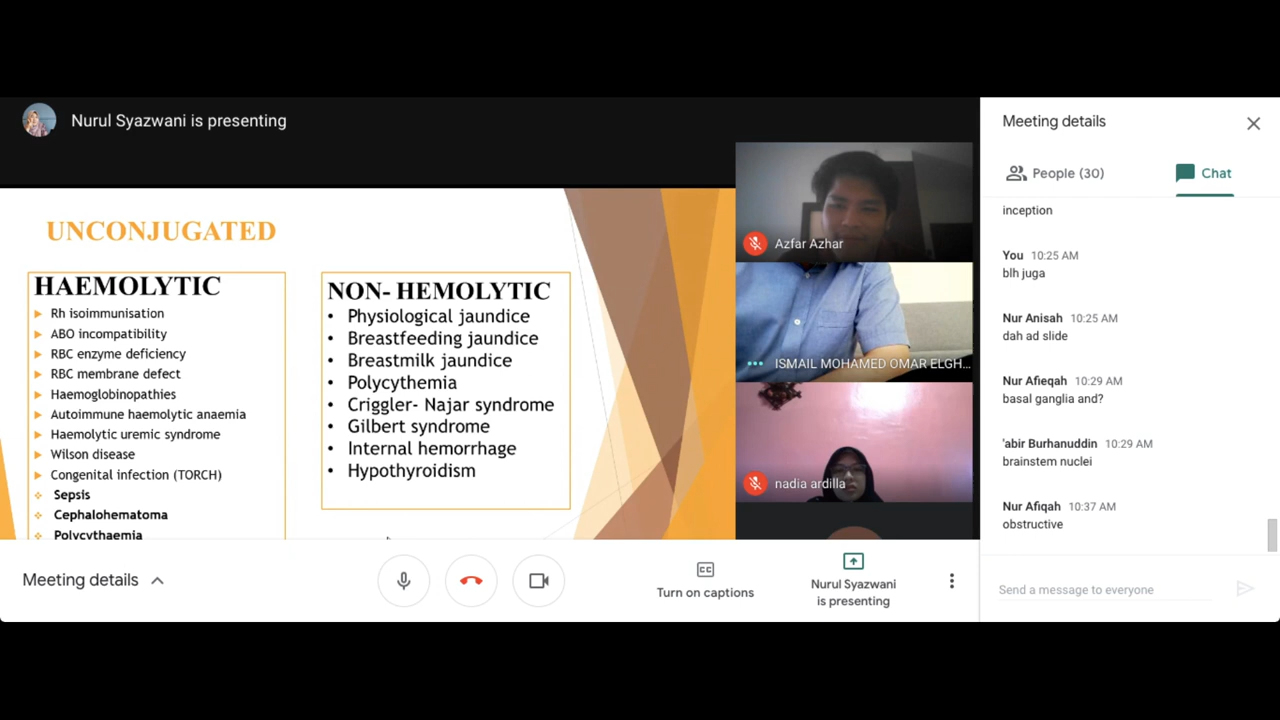 Nurul Syazwani is presenting
UNCONJUGATED
HAEMOLYTIC
Rh isoimmunisation
ABO incompatibility
RBC enzyme deficiency
RBC membrane defect
Haemoglobinopathies
Autoimmune haemolytic anaemia
Haemolytic uremic syndrome
Wilson disease
Congenital infection (TORCH)
Sepsis
Cephalohematoma
Polycythaemia
NON- HEMOLYTIC
• Physiological jaundice
• Breastfeeding jaundice
• Breastmilk jaundice
• Polycythemia
• Criggler- Najar syndrome
• Gilbert syndrome
• Internal hemorrhage
• Hypothyroidism
Azfar Azhar
ISMAIL MOHAMED OMAR ELGH...
nadia ardilla
Meeting details
Turn on captions
Nurul Syazwani
is presenting
Meeting details
People (30)
Chat
inception
You 10:25 AM
blh juga
Nur Anisah 10:25 AM
dah ad slide
Nur Afieqah 10:29 AM
basal ganglia and?
'abir Burhanuddin 10:29 AM
brainstem nuclei
Nur Afiqah 10:37 AM
obstructive
Send a message to everyone